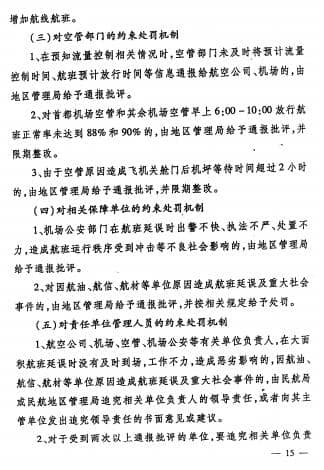 增加航线航班。
(三)对空管部门的约束处罚机制
1、在预知流量控制相关情况时,空管部门未及时将预计流量
控制时间、航班预计放行时间等信息通报给航空公司、机场的,由
地区管理局给予通报批评。
2、对首都机场空管和其余机场空管早上6:00-10:00放行航
班正常率未达到88%和90%的,由地区管理局给予通报批评,并
限期整改。
3、由于空管原因造成飞机关舱门后机坪等待时间超过2小时
的,由地区管理局给予通报批评,并限期整改。
(四)对相关保障单位的约束处罚机制
1、机场公安部门在航班延误时出警不快、执法不严、处置不
力,造成航班运行秩序受到冲击等不良社会影响的,由地区管理局
给予通报批评。
2、对因航油、航信、航材等单位原因造成航班延误及重大社会
事件的,由地区管理局给予通报批评,并按相关规定给予处罚。
(五)对责任单位管理人员的约束处罚机制
1、航空公司、机场、空管、机场公安等有关单位负责人,在大面
积航班延误时没有及时到场,工作不力,造成恶劣影响的,因航油、
航信、航材等单位原因造成航班延误及重大社会事件的,由民航局
或民航地区管理局追究相关单位负责人的领导责任,或者向其主
管单位发出追究领导责任的书面意见或建议。
2、对于受到两次以上通报批评的单位,要追究相关单位负责
— 15 —